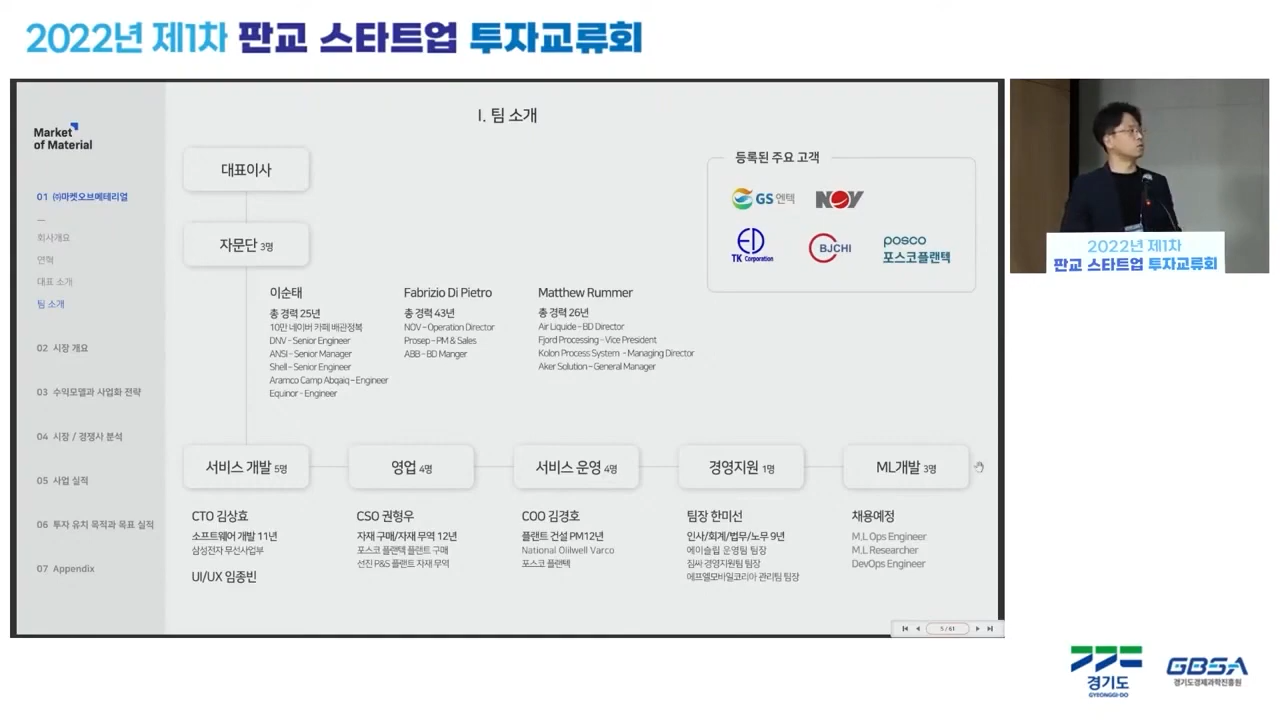 2022년 제1차 판교 스타트업 투자교류회
Market
of Material
01 ㈜마켓오브메테리얼
회사개요
연혁
대표 소개
팀 소개
02 시장 개요
03 수익모델과 사업화 전략
04 시장 / 경쟁사 분석
05 사업 실적
06 투자 유치 목적과 목표 실적
07 Appendix
I. 팀 소개
대표이사
자문단 3명
등록된 주요 고객
GS 엔텍
NOV
TK Corporation
BJCHI
posco
포스코플랜텍
이순태
총 경력 25년
10만 네이버 카페 배관정복
DNV - Senior Engineer
ANSI - Senior Manager
Shell - Senior Engineer
Aramco Camp Abqaiq - Engineer
Equinor - Engineer
Fabrizio Di Pietro
총 경력 43년
NOV - Operation Director
Prosep - PM & Sales
ABB - BD Manger
Matthew Rummer
총 경력 26년
Air Liquide - BD Director
Fjord Processing - Vice President
Kolon Process System - Managing Director
Aker Solution - General Manager
서비스 개발 5명
영업 4명
서비스 운영 4명
경영지원 1명
ML개발 3명
CTO 김상효
소프트웨어 개발 11년
삼성전자 무선사업부
UI/UX 임종빈
CSO 권형우
자재 구매/자재 무역 12년
포스코 플랜텍 플랜트 구매
선진 P&S 플랜트 자재 무역
COO 김경호
플랜트 건설 PM12년
National Oilwell Varco
포스코 플랜텍
팀장 한미선
인사/회계/법무/노무 9년
에이슬립 운영팀 팀장
짐싸 경영지원팀 팀장
에프엘모바일코리아 관리팀 팀장
채용예정
M.L Ops Engineer
M.L Researcher
DevOps Engineer
5 / 61
2022년 제1차
판교 스타트업 투자교류회
경기도
GYEONGGI-DO
GBSA
경기도경제과학진흥원